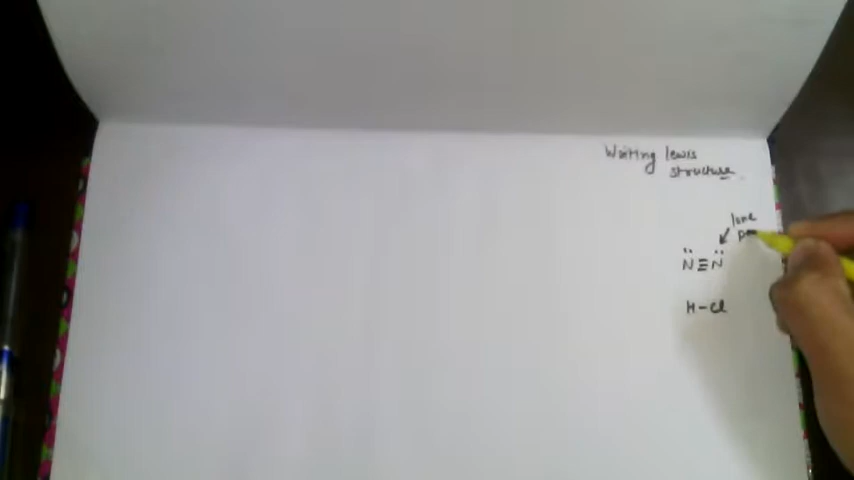 Writing lewis
structure.
lone
N≡N
H-Cl